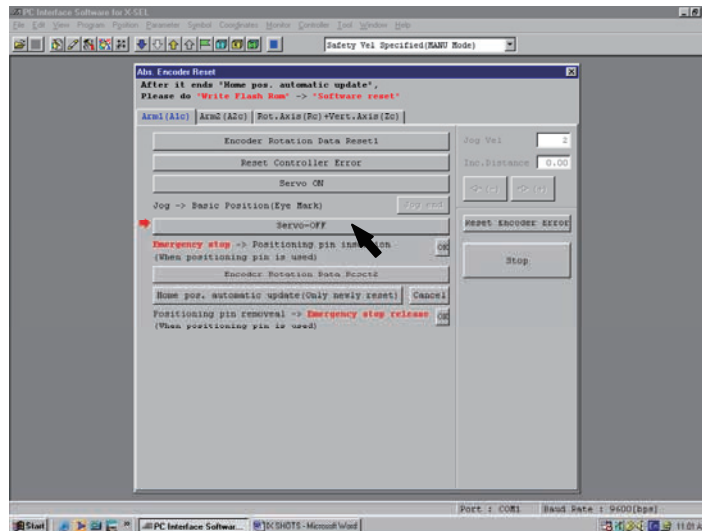 PC Interface Software for X-SEL
File Edit View Program Position Parameter Symbol Coordinates Monitor Controller Tool Window Help
Safety Vel Specified(MANU Mode)
Abs. Encoder Reset
After it ends "Home pos. automatic update",
Please do "Write Flash Rom" -> "Software reset"
Arm1(A1c) Arm2(A2c) Rot.Axis(Rc)+Vert.Axis(Zc)
Encoder Rotation Data Reset1
Reset Controller Error
Servo ON
Jog -> Basic Position(Eye Mark) Jog end
Servo-OFF
Emergency stop -> Positioning pin insertion OK
(When positioning pin is used)
Encoder Rotation Data Reset2
Home pos. automatic update(Only newly reset) Cancel
Positioning pin removeal -> Emergency stop release OK
(When positioning pin is used)
Jog Vel 2
Inc.Distance 0.00
(-) (+)
Reset Encoder Error
Stop
Port : COM1 Baud Rate : 9600[bps]
Start PC Interface Softwar... IX SHOTS - Microsoft Word 11:01 A